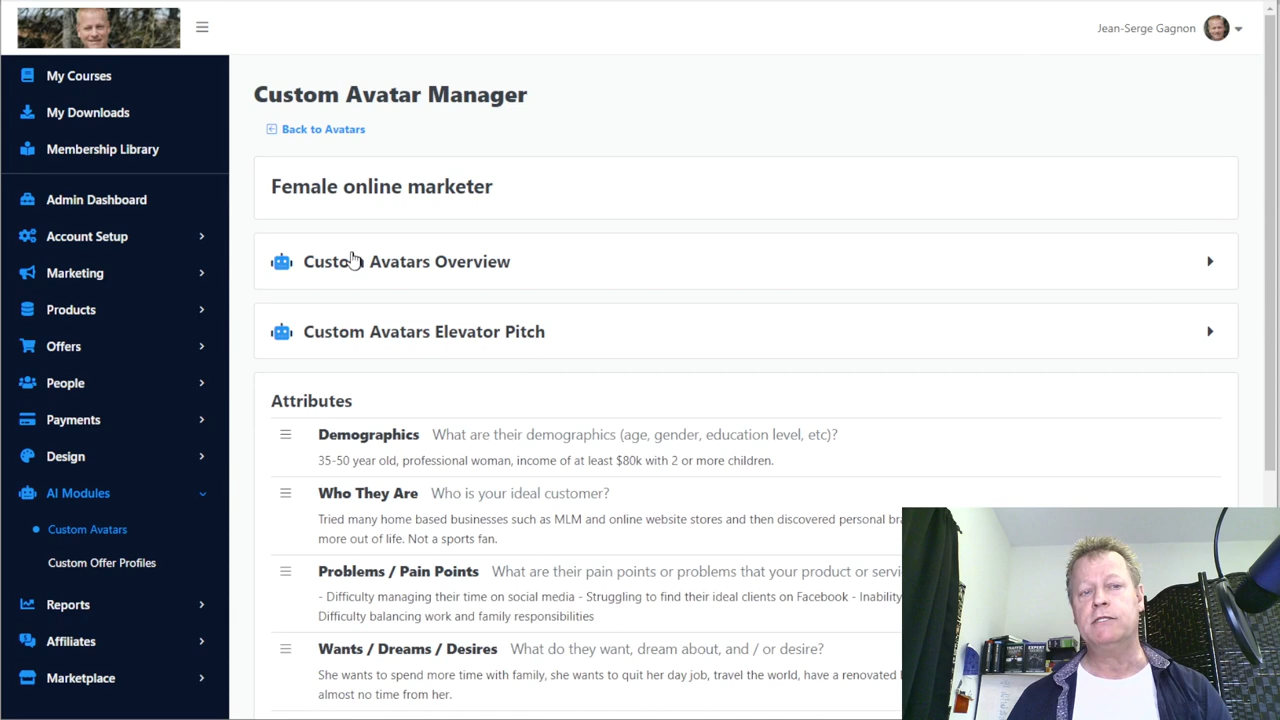 Jean-Serge Gagnon
My Courses
My Downloads
Membership Library
Admin Dashboard
Account Setup
Marketing
Products
Offers
People
Payments
Design
AI Modules
Custom Avatars
Custom Offer Profiles
Reports
Affiliates
Marketplace
Custom Avatar Manager
Back to Avatars
Female online marketer
Custom Avatars Overview
Custom Avatars Elevator Pitch
Attributes
Demographics What are their demographics (age, gender, education level, etc)?
35-50 year old, professional woman, income of at least $80k with 2 or more children.
Who They Are Who is your ideal customer?
Tried many home based businesses such as MLM and online website stores and then discovered personal
more out of life. Not a sports fan.
Problems / Pain Points What are their pain points or problems that your product or
- Difficulty managing their time on social media - Struggling to find their ideal clients on Facebook - Inability
Difficulty balancing work and family responsibilities
Wants / Dreams / Desires What do they want, dream about, and / or desire?
She wants to spend more time with family, she wants to quit her day job, travel the world, have a renovated
almost no time from her.
TRAFFIC
EXPERT